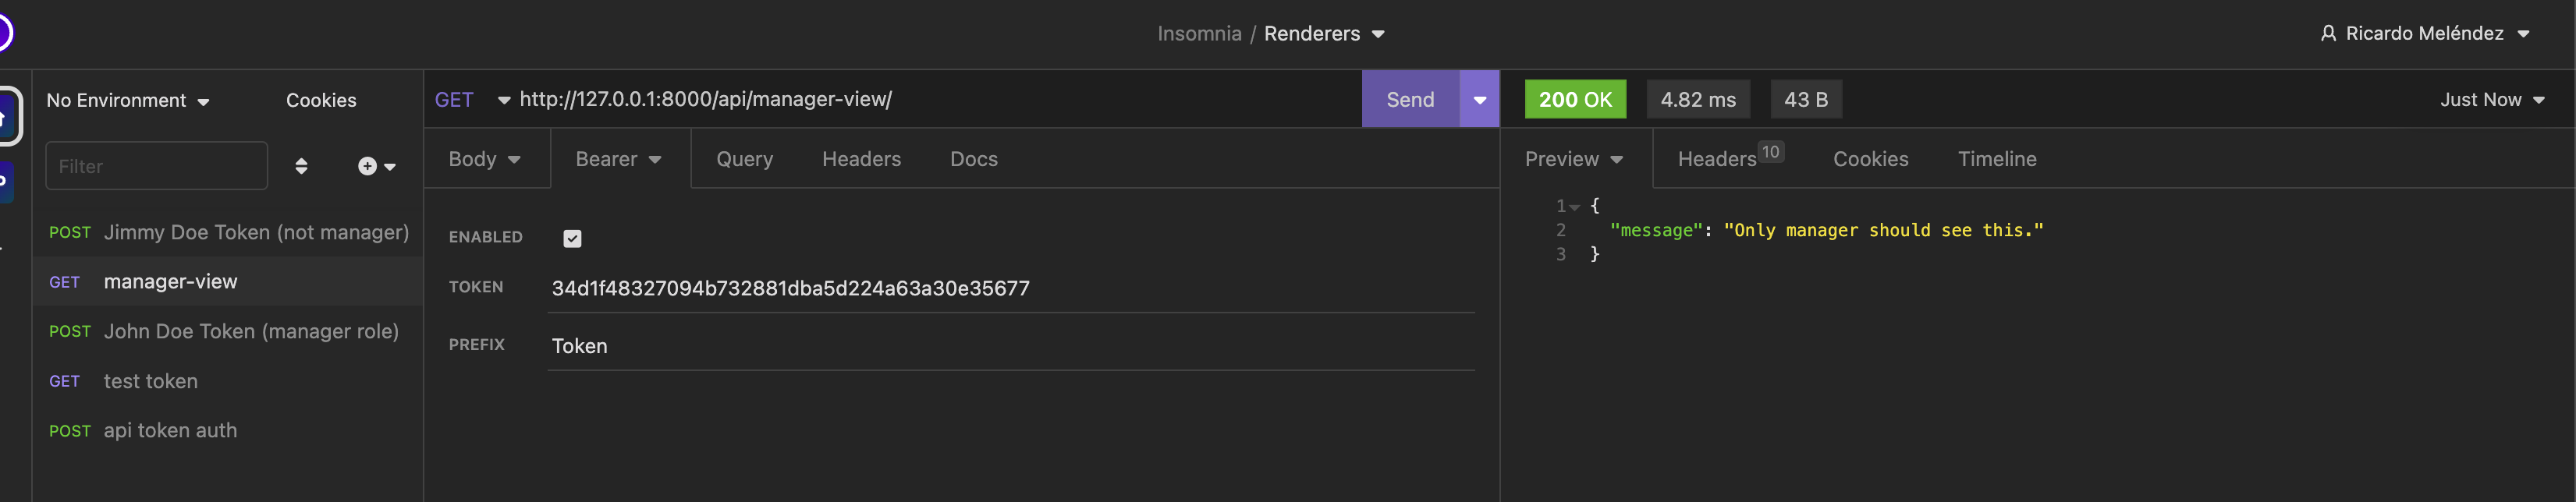 Insomnia / Renderers
Ricardo Meléndez
No Environment
Cookies
Filter
POST Jimmy Doe Token (not manager)
GET manager-view
POST John Doe Token (manager role)
GET test token
POST api token auth
GET http://127.0.0.1:8000/api/manager-view/
Send
Body Bearer Query Headers Docs
ENABLED
TOKEN 34d1f48327094b732881dba5d224a63a30e35677
PREFIX Token
200 OK 4.82 ms 43 B
Just Now
Preview Headers 10 Cookies Timeline
1 {
2 "message": "Only manager should see this."
3 }